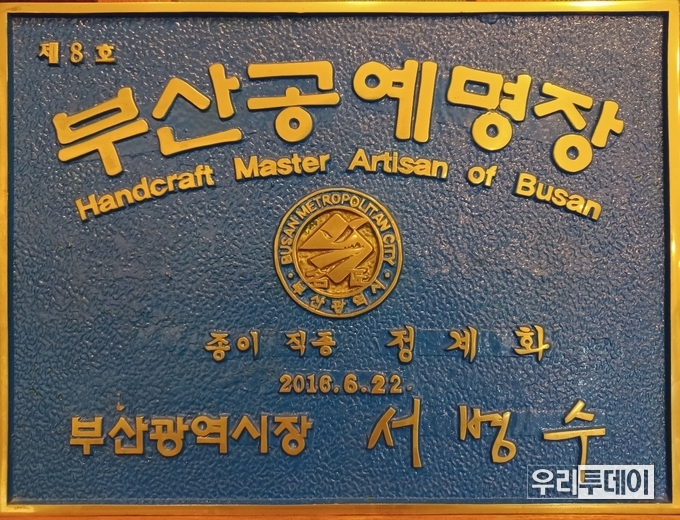 제 8 호
부산공예명장
Handcraft Master Artisan of Busan
BUSAN METROPOLITAN CITY
부산광역시
종이 직종 정계화
2016.6.22.
부산광역시장 서병수
우리투데이